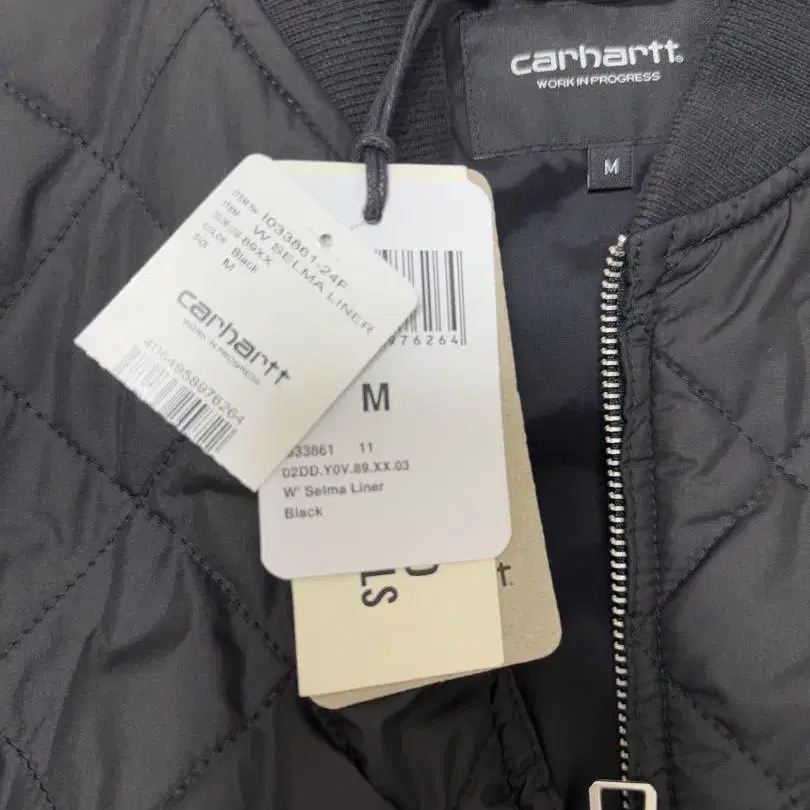 carhartt®
WORK IN PROGRESS
M
ITEM No I033861-24F
ITEM W SELMA LINER
89XX
COLOR Black
SIZE M
carhartt
WORK IN PROGRESS
4064958976264
976264
M
033861 11
02DD.Y0V.89.XX.03
W' Selma Liner
Black